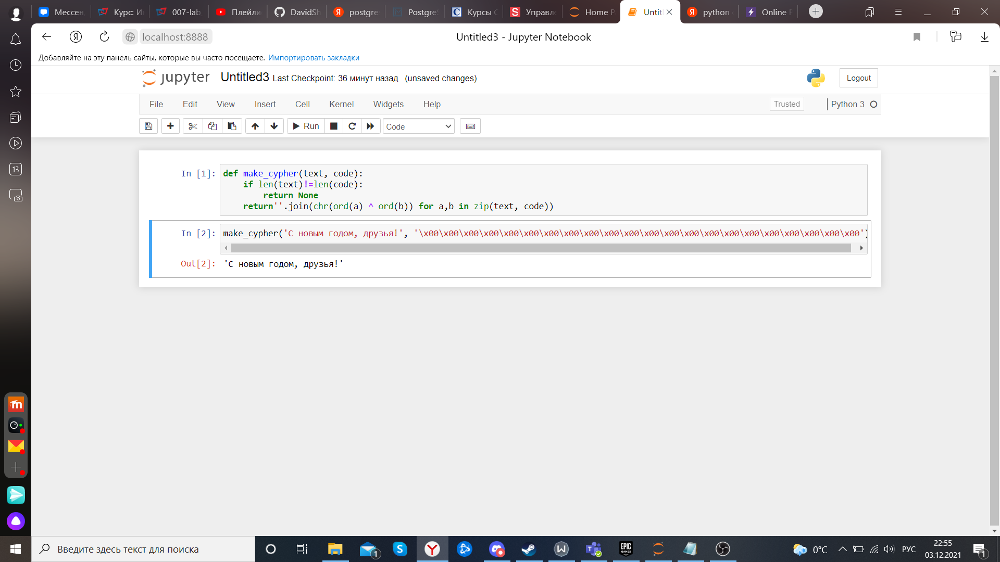 Мессен
Курс: И
007-lab
Плейли
DavidSh
postgre
Postgre
Курсы
Управл
Home P
Untit
python
Online
localhost:8888
Untitled3 - Jupyter Notebook
Добавляйте на эту панель сайты, которые вы часто посещаете. Импортировать закладки
jupyter Untitled3 Last Checkpoint: 36 минут назад (unsaved changes)
Logout
File Edit View Insert Cell Kernel Widgets Help
Trusted Python 3
Run Code
13
In [1]: def make_cypher(text, code):
if len(text)!=len(code):
return None
return''.join(chr(ord(a) ^ ord(b)) for a,b in zip(text, code))
In [2]: make_cypher('С новым годом, друзья!', '\x00\x00\x00\x00\x00\x00\x00\x00\x00\x00\x00\x00\x00\x00\x00\x00\x00\x00\x00\x00\x00\x00')
Out[2]: 'С новым годом, друзья!'
Введите здесь текст для поиска
1
EPIC GAMES
0°C
РУС
22:55
03.12.2021
1